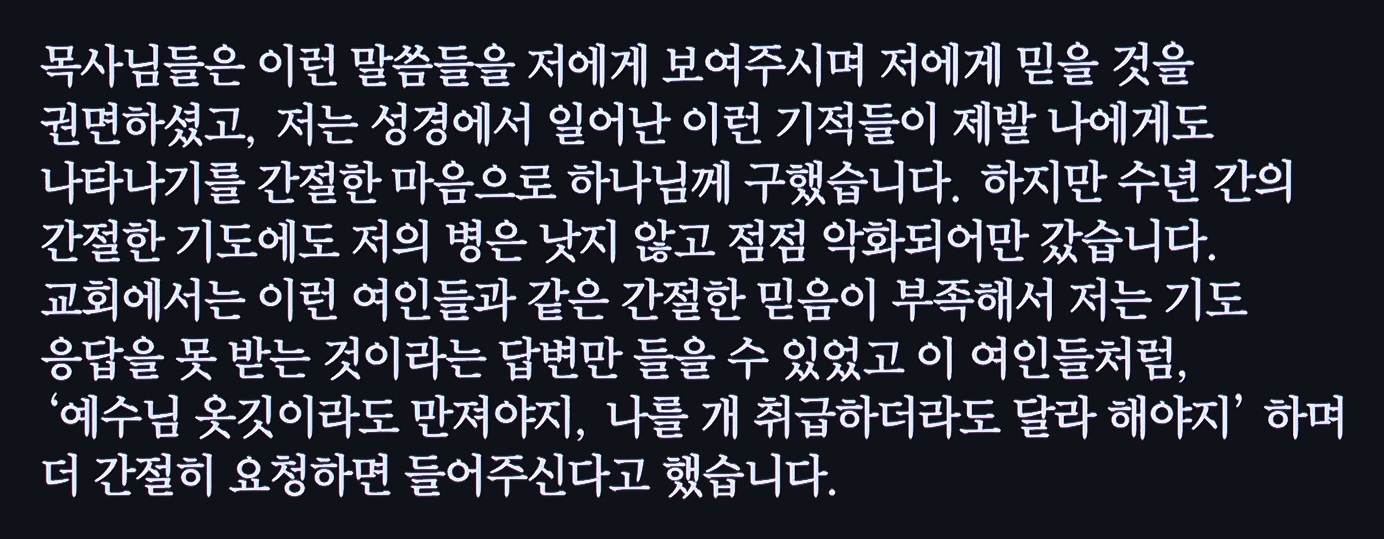 목사님들은 이런 말씀들을 저에게 보여주시며 저에게 믿을 것을
권면하셨고, 저는 성경에서 일어난 이런 기적들이 제발 나에게도
나타나기를 간절한 마음으로 하나님께 구했습니다. 하지만 수년 간의
간절한 기도에도 저의 병은 낫지 않고 점점 악화되어만 갔습니다.
교회에서는 이런 여인들과 같은 간절한 믿음이 부족해서 저는 기도
응답을 못 받는 것이라는 답변만 들을 수 있었고 이 여인들처럼,
‘예수님 옷깃이라도 만져야지, 나를 개 취급하더라도 달라 해야지’ 하며
더 간절히 요청하면 들어주신다고 했습니다.